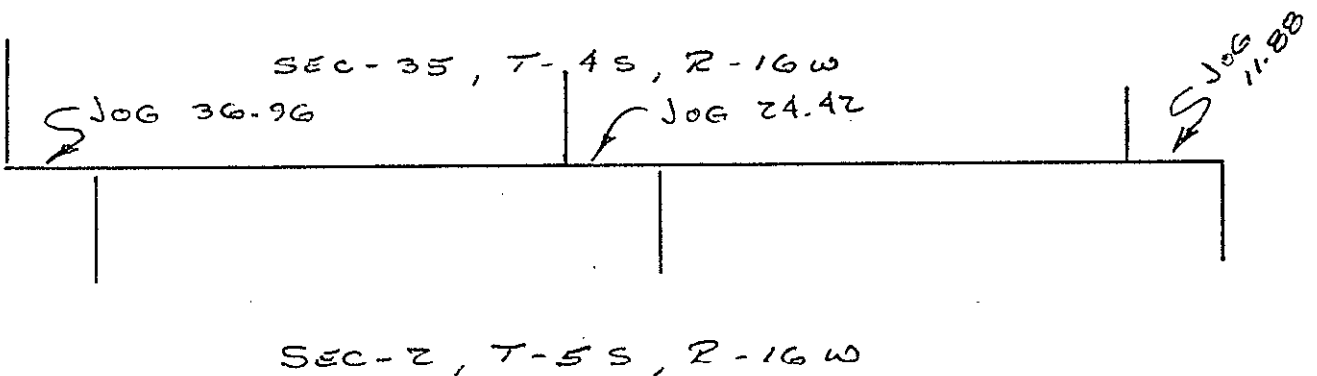 SEC-35, T-4S, R-16W
JOG 36.96
JOG 24.42
JOG
11.88
SEC-2, T-5S, R-16W